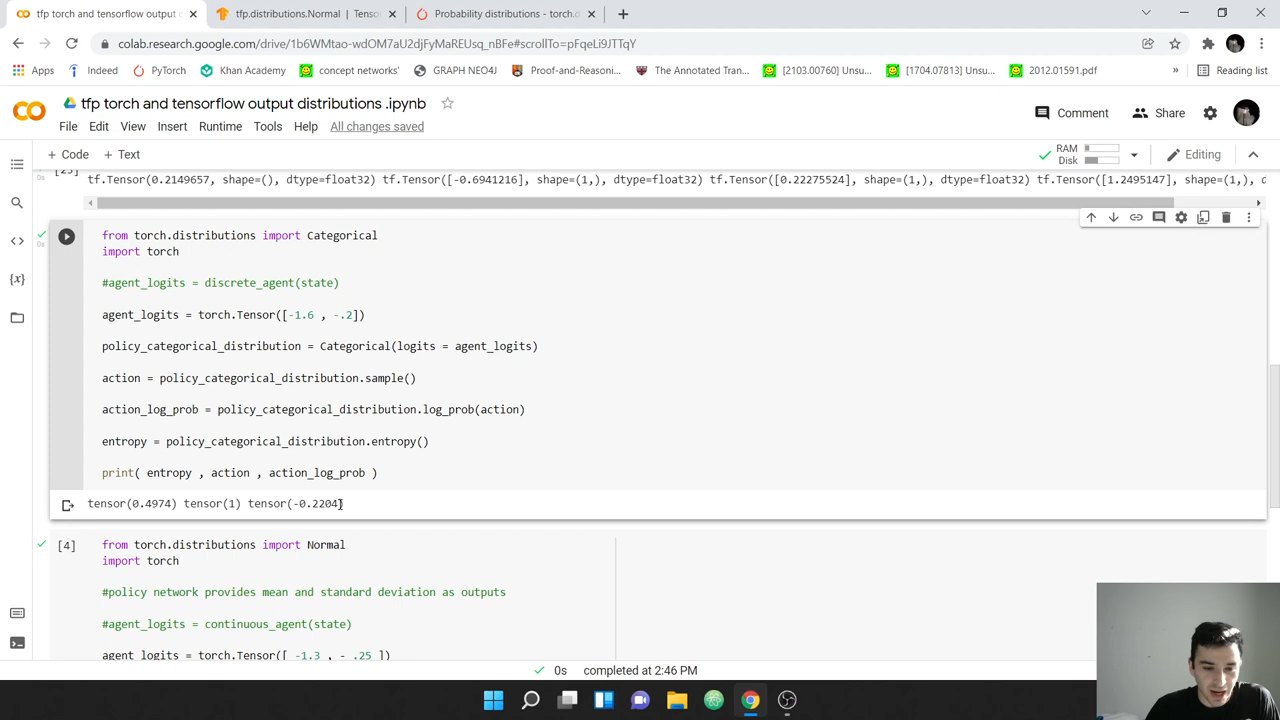 tfp torch and tensorflow output d
tfp.distributions.Normal | Tenso
Probability distributions - torch.d
colab.research.google.com/drive/1b6WMtao-wdOM7aU2djFyMaREUsq_nBFe#scrollTo=pFqeLi9JTTqY
Apps Indeed PyTorch Khan Academy concept networks' GRAPH NEO4J Proof-and-Reasoni... The Annotated Tran... [2103.00760] Unsu... [1704.07813] Unsu... 2012.01591.pdf » Reading list
tfp torch and tensorflow output distributions .ipynb
Comment Share
File Edit View Insert Runtime Tools Help All changes saved
+ Code + Text RAM Disk Editing
tf.Tensor(0.2149657, shape=(), dtype=float32) tf.Tensor([-0.6941216], shape=(1,), dtype=float32) tf.Tensor([0.22275524], shape=(1,), dtype=float32) tf.Tensor([1.2495147], shape=(1,), d
0s
from torch.distributions import Categorical
import torch
#agent_logits = discrete_agent(state)
agent_logits = torch.Tensor([-1.6 , -.2])
policy_categorical_distribution = Categorical(logits = agent_logits)
action = policy_categorical_distribution.sample()
action_log_prob = policy_categorical_distribution.log_prob(action)
entropy = policy_categorical_distribution.entropy()
print( entropy , action , action_log_prob )
tensor(0.4974) tensor(1) tensor(-0.2204)
[4] from torch.distributions import Normal
import torch
#policy network provides mean and standard deviation as outputs
#agent_logits = continuous_agent(state)
agent logits = torch.Tensor([ -1.3 , - .25 ])
0s completed at 2:46 PM